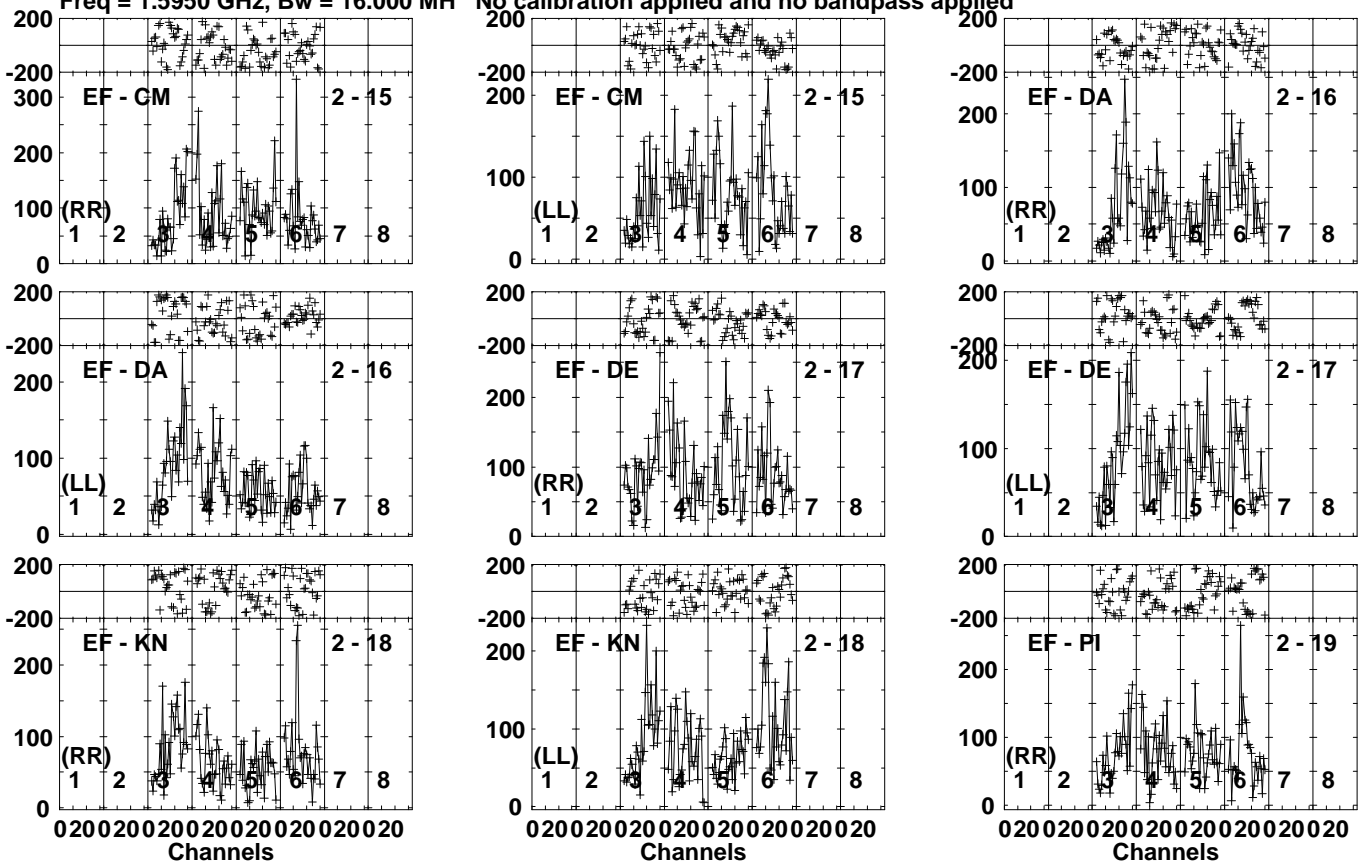 Freq = 1.5950 GHz, Bw = 16.000 MH No calibration applied and no bandpass applied
200 200 200
-200 -200 -200
EF - CM 2 - 15 EF - CM 2 - 15 EF - DA 2 - 16
300 200 200
200 100 100
100
(RR) (LL) (RR)
1 2 3 4 5 6 7 8 1 2 3 4 5 6 7 8 1 2 3 4 5 6 7 8
0 0 0
200 200 200
-200 -200 -200
EF - DA 2 - 16 EF - DE 2 - 17 EF - DE 2 - 17
200 200 200
100 100 100
(LL) (RR) (LL)
1 2 3 4 5 6 7 8 1 2 3 4 5 6 7 8 1 2 3 4 5 6 7 8
0 0 0
200 200 200
-200 -200 -200
EF - KN 2 - 18 EF - KN 2 - 18 EF - PI 2 - 19
200 200 200
100 100 100
(RR) (LL) (RR)
1 2 3 4 5 6 7 8 1 2 3 4 5 6 7 8 1 2 3 4 5 6 7 8
0 0 0
0 20 0 20 0 20 0 20 0 20 0 20 0 20 0 20 0 20 0 20 0 20 0 20 0 20 0 20 0 20 0 20 0 20 0 20 0 20 0 20 0 20 0 20 0 20 0 20
Channels Channels Channels